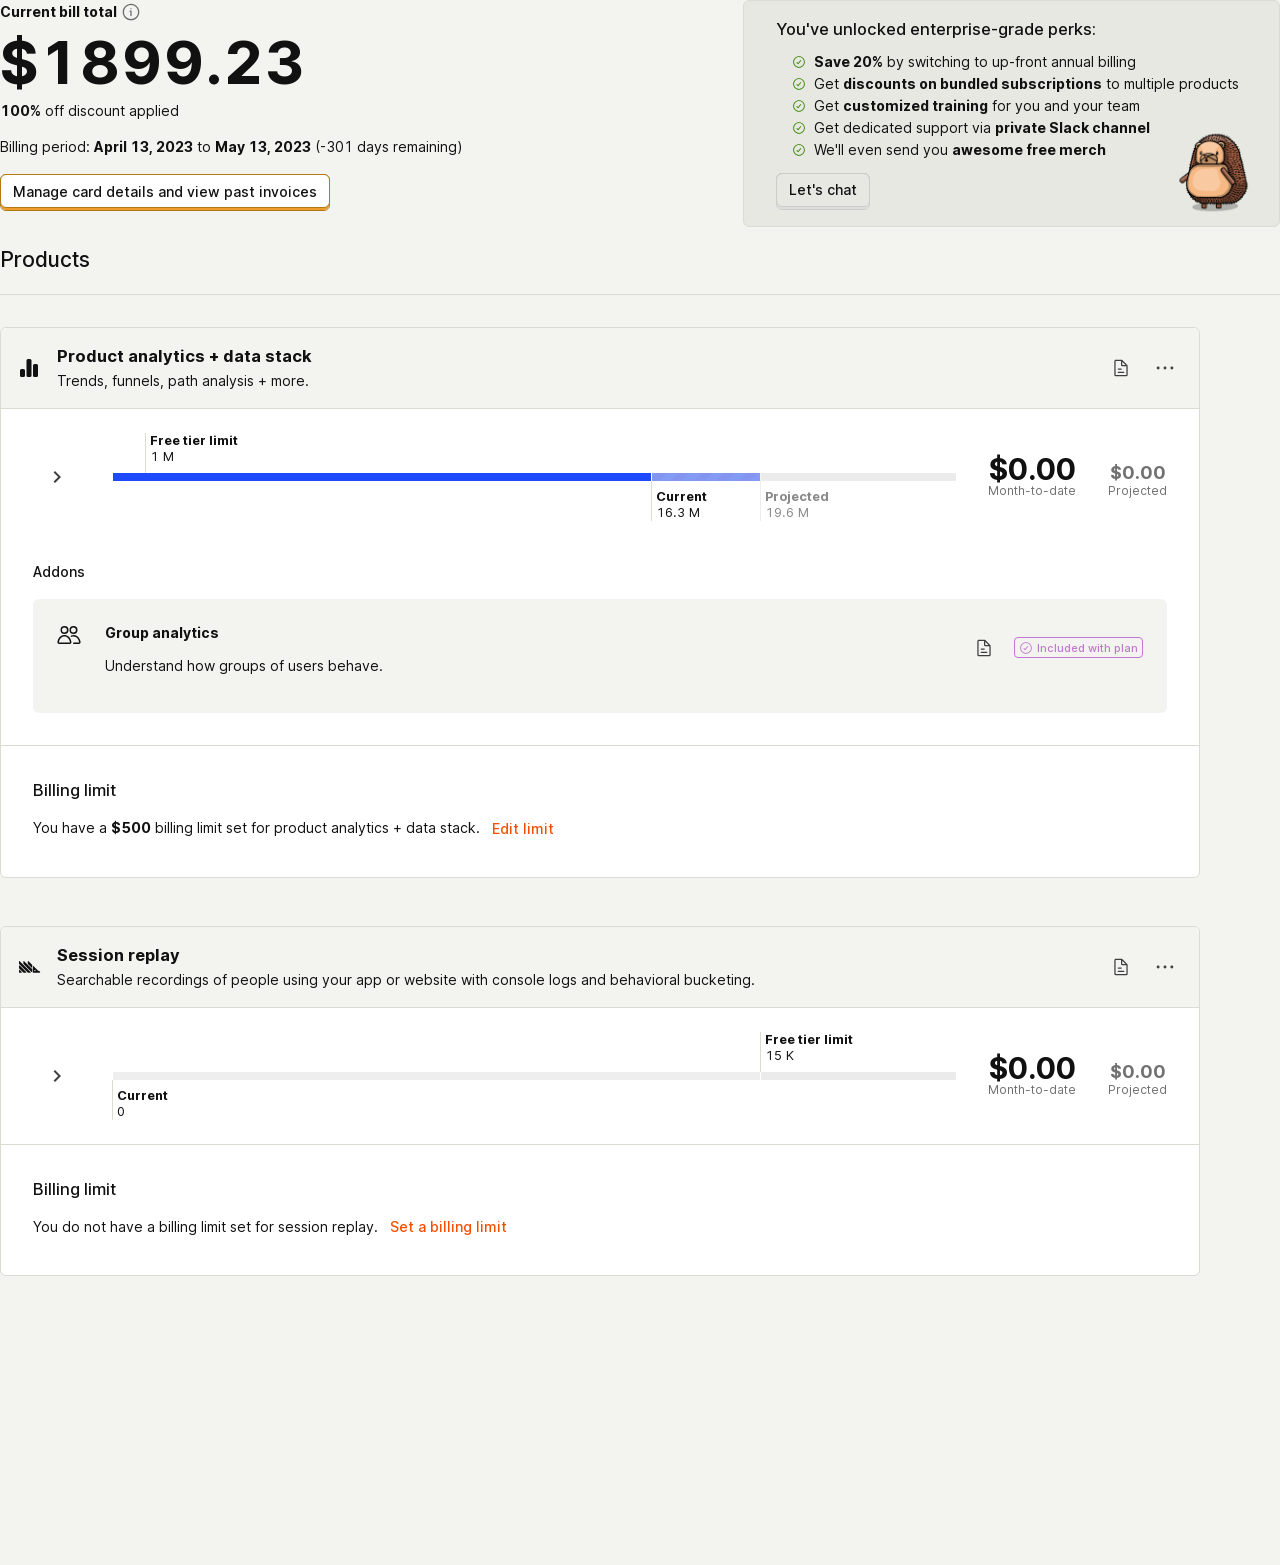 Current bill total
$1899.23
100% off discount applied
Billing period: April 13, 2023 to May 13, 2023 (-301 days remaining)
Manage card details and view past invoices
You've unlocked enterprise-grade perks:
Save 20% by switching to up-front annual billing
Get discounts on bundled subscriptions to multiple products
Get customized training for you and your team
Get dedicated support via private Slack channel
We'll even send you awesome free merch
Let's chat
Products
Product analytics + data stack
Trends, funnels, path analysis + more.
Free tier limit
1 M
Current
16.3 M
Projected
19.6 M
$0.00
Month-to-date
$0.00
Projected
Addons
Group analytics
Understand how groups of users behave.
Included with plan
Billing limit
You have a $500 billing limit set for product analytics + data stack. Edit limit
Session replay
Searchable recordings of people using your app or website with console logs and behavioral bucketing.
Free tier limit
15 K
Current
0
$0.00
Month-to-date
$0.00
Projected
Billing limit
You do not have a billing limit set for session replay. Set a billing limit